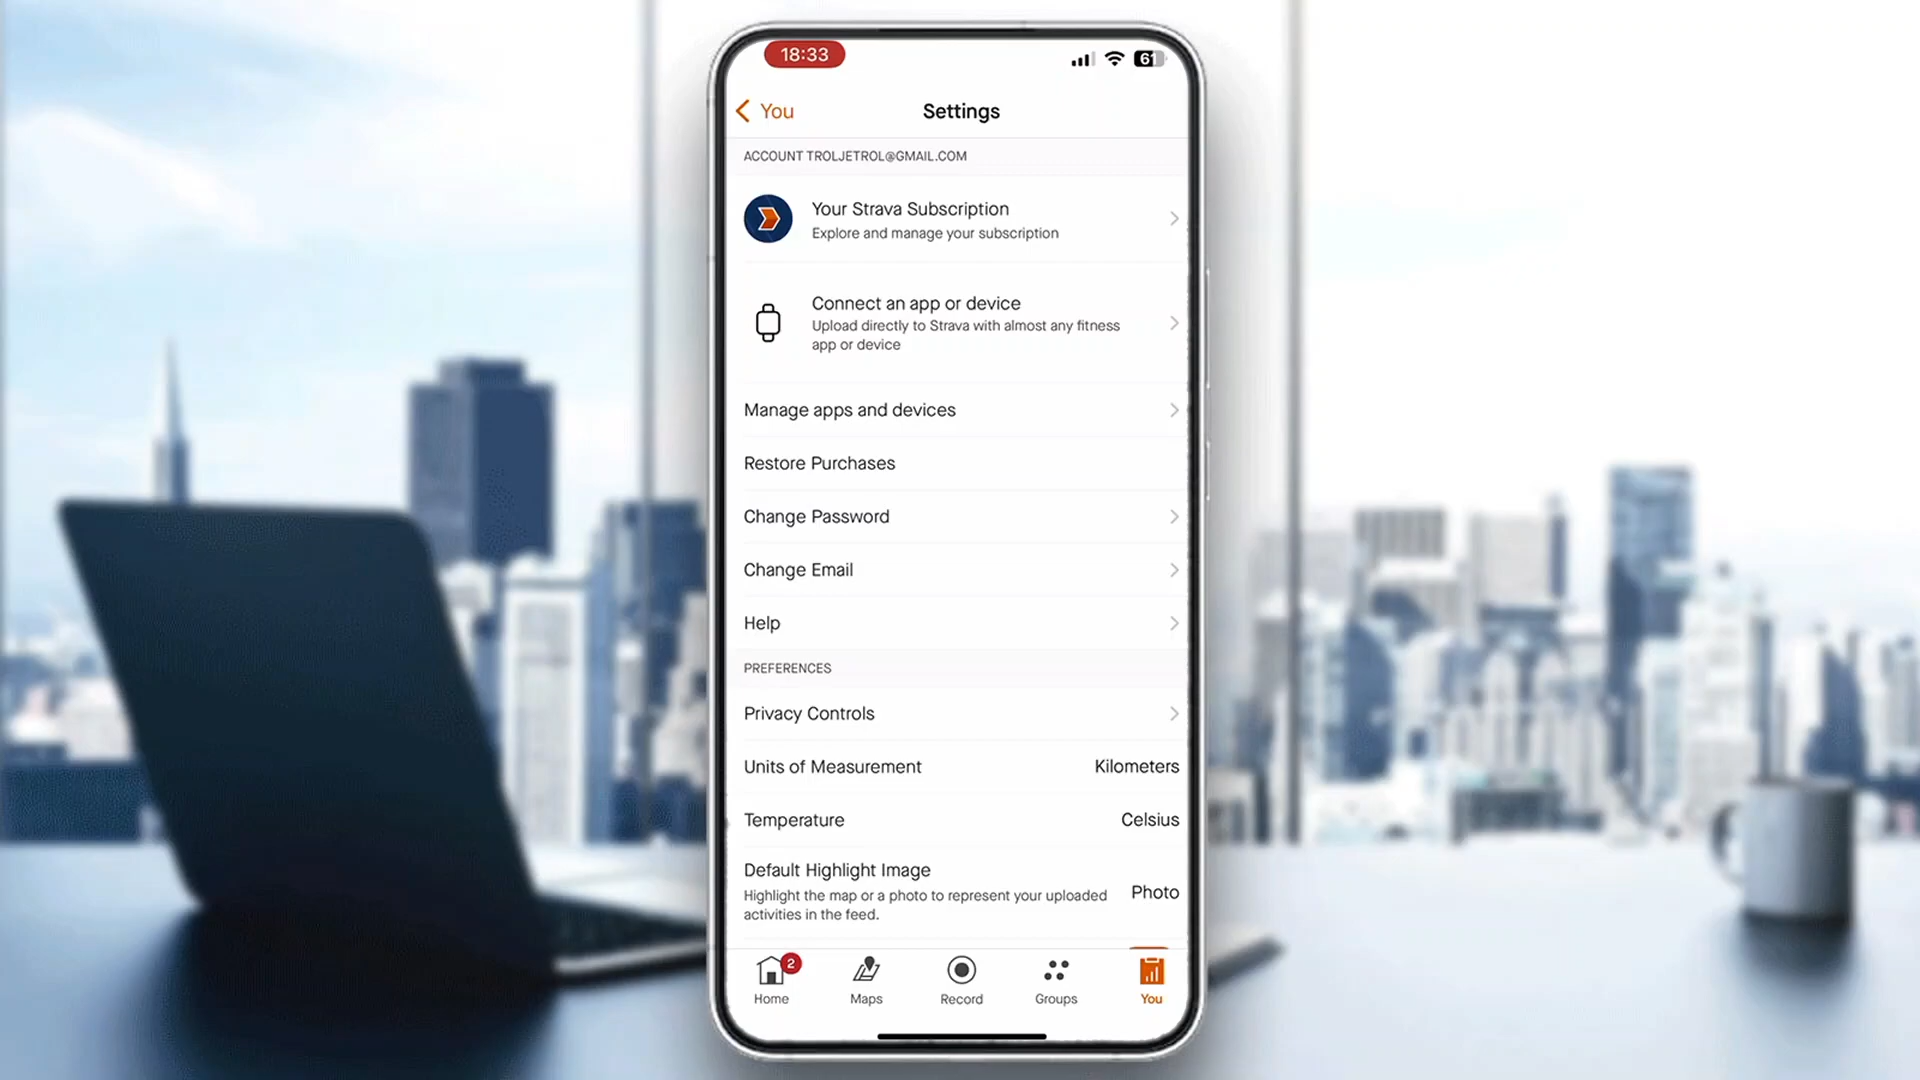 18:33
61
You
Settings
ACCOUNT TROLJETROL@GMAIL.COM
Your Strava Subscription
Explore and manage your subscription
Connect an app or device
Upload directly to Strava with almost any fitness
app or device
Manage apps and devices
Restore Purchases
Change Password
Change Email
Help
PREFERENCES
Privacy Controls
Units of Measurement Kilometers
Temperature Celsius
Default Highlight Image
Highlight the map or a photo to represent your uploaded
activities in the feed.
Photo
2
Home Maps Record Groups You